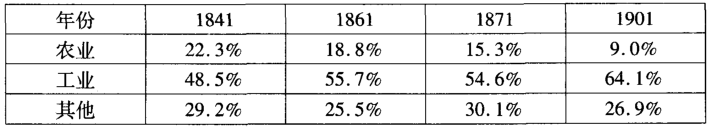 年份 1841 1861 1871 1901
农业 22.3% 18.8% 15.3% 9.0%
工业 48.5% 55.7% 54.6% 64.1%
其他 29.2% 25.5% 30.1% 26.9%